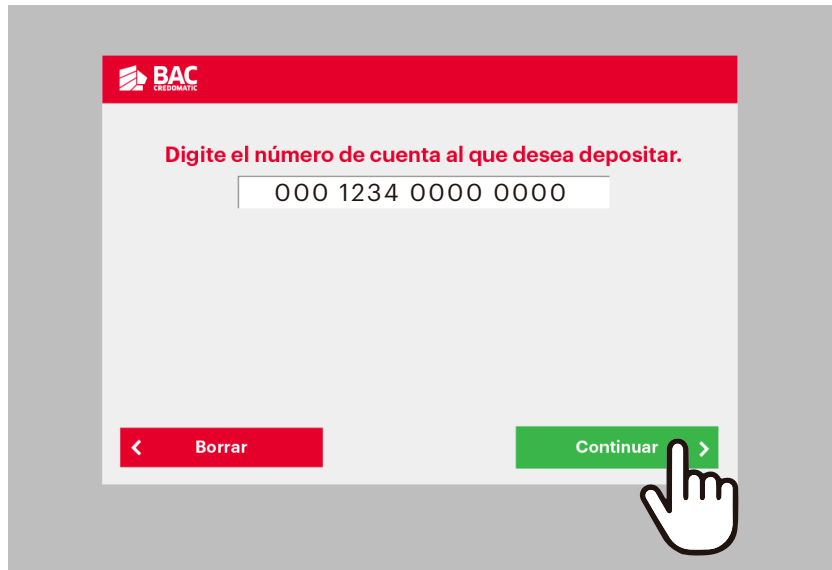 BAC
CREDOMATIC
Digite el número de cuenta al que desea depositar.
000 1234 0000 0000
Borrar
Continuar